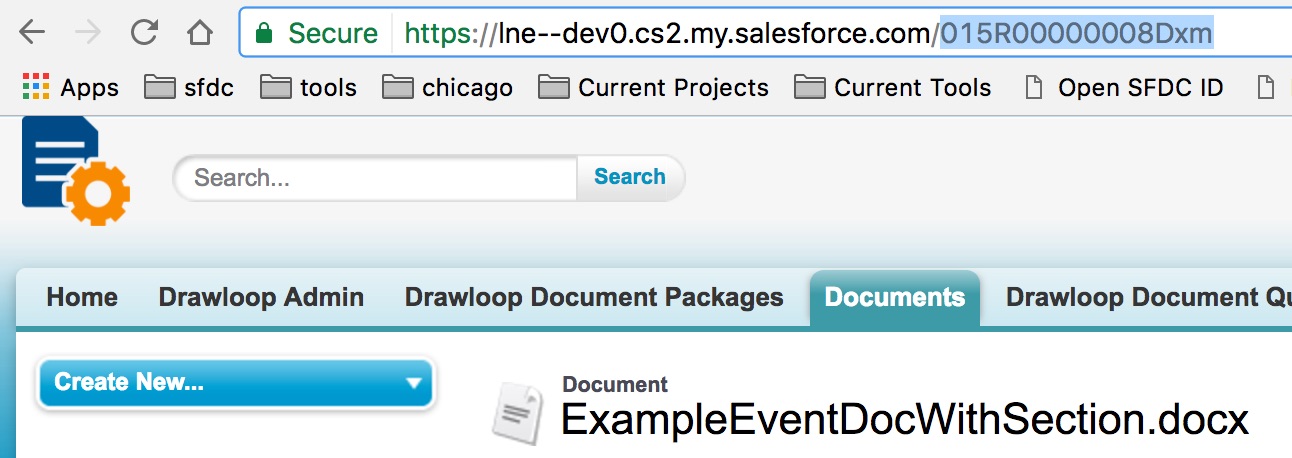 Secure https://lne--dev0.cs2.my.salesforce.com/015R00000008Dxm
Apps sfdc tools chicago Current Projects Current Tools Open SFDC ID
Search... Search
Home Drawloop Admin Drawloop Document Packages Documents Drawloop Document Qu
Create New...
Document
ExampleEventDocWithSection.docx